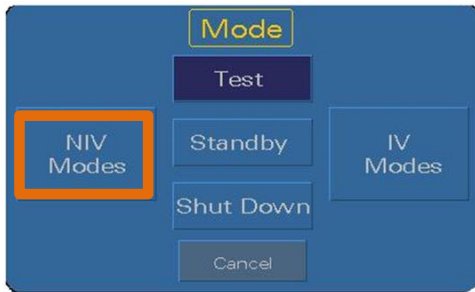 Mode
Test
NIV
Modes
Standby
IV
Modes
Shut Down
Cancel